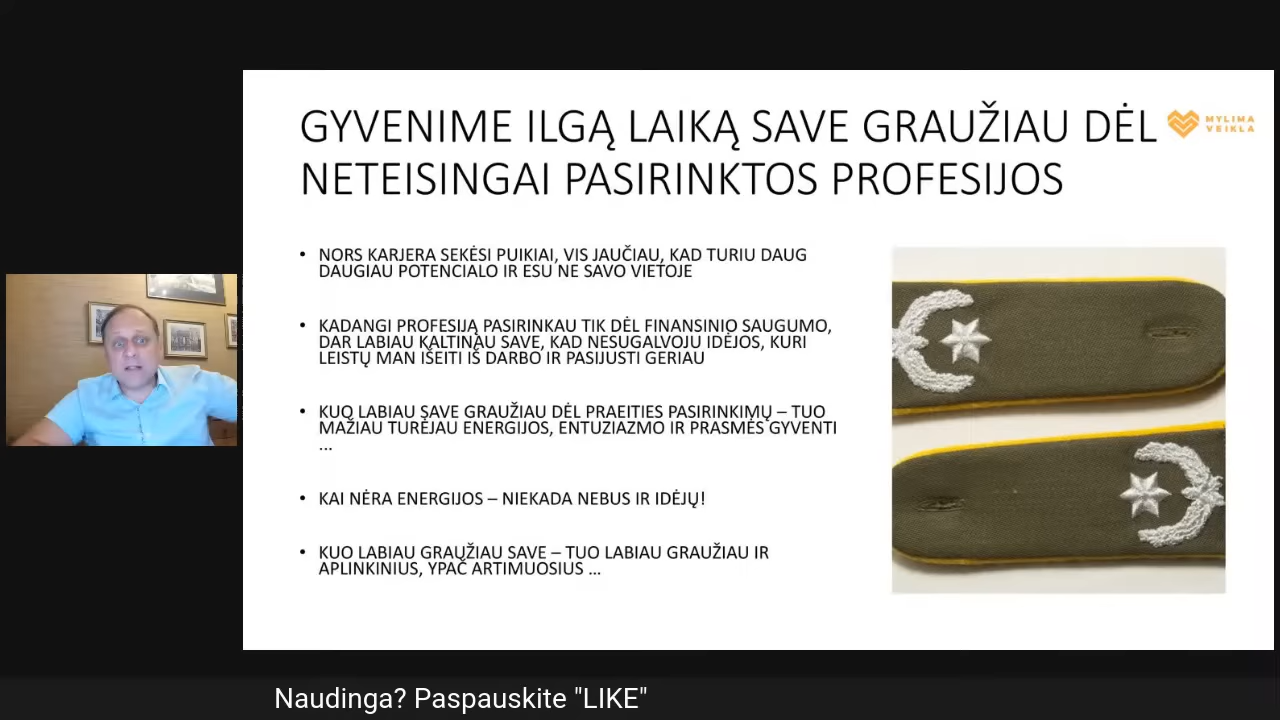 GYVENIME ILGĄ LAIKĄ SAVE GRAUŽIAU DĖL
NETEISINGAI PASIRINKTOS PROFESIJOS
MYLIMA
VEIKLA
• NORS KARJERA SEKĖSI PUIKIAI, VIS JAUČIAU, KAD TURIU DAUG
DAUGIAU POTENCIALO IR ESU NE SAVO VIETOJE
• KADANGI PROFESIJĄ PASIRINKAU TIK DĖL FINANSINIO SAUGUMO,
DAR LABIAU KALTINAU SAVE, KAD NESUGALVOJU IDĖJOS, KURI
LEISTŲ MAN IŠEITI IŠ DARBO IR PASIJUSTI GERIAU
• KUO LABIAU SAVE GRAUŽIAU DĖL PRAEITIES PASIRINKIMŲ – TUO
MAŽIAU TURĖJAU ENERGIJOS, ENTUZIAZMO IR PRASMĖS GYVENTI
...
• KAI NĖRA ENERGIJOS – NIEKADA NEBUS IR IDĖJŲ!
• KUO LABIAU GRAUŽIAU SAVE – TUO LABIAU GRAUŽIAU IR
APLINKINIUS, YPAČ ARTIMUOSIUS ...
Naudinga? Paspauskite "LIKE"